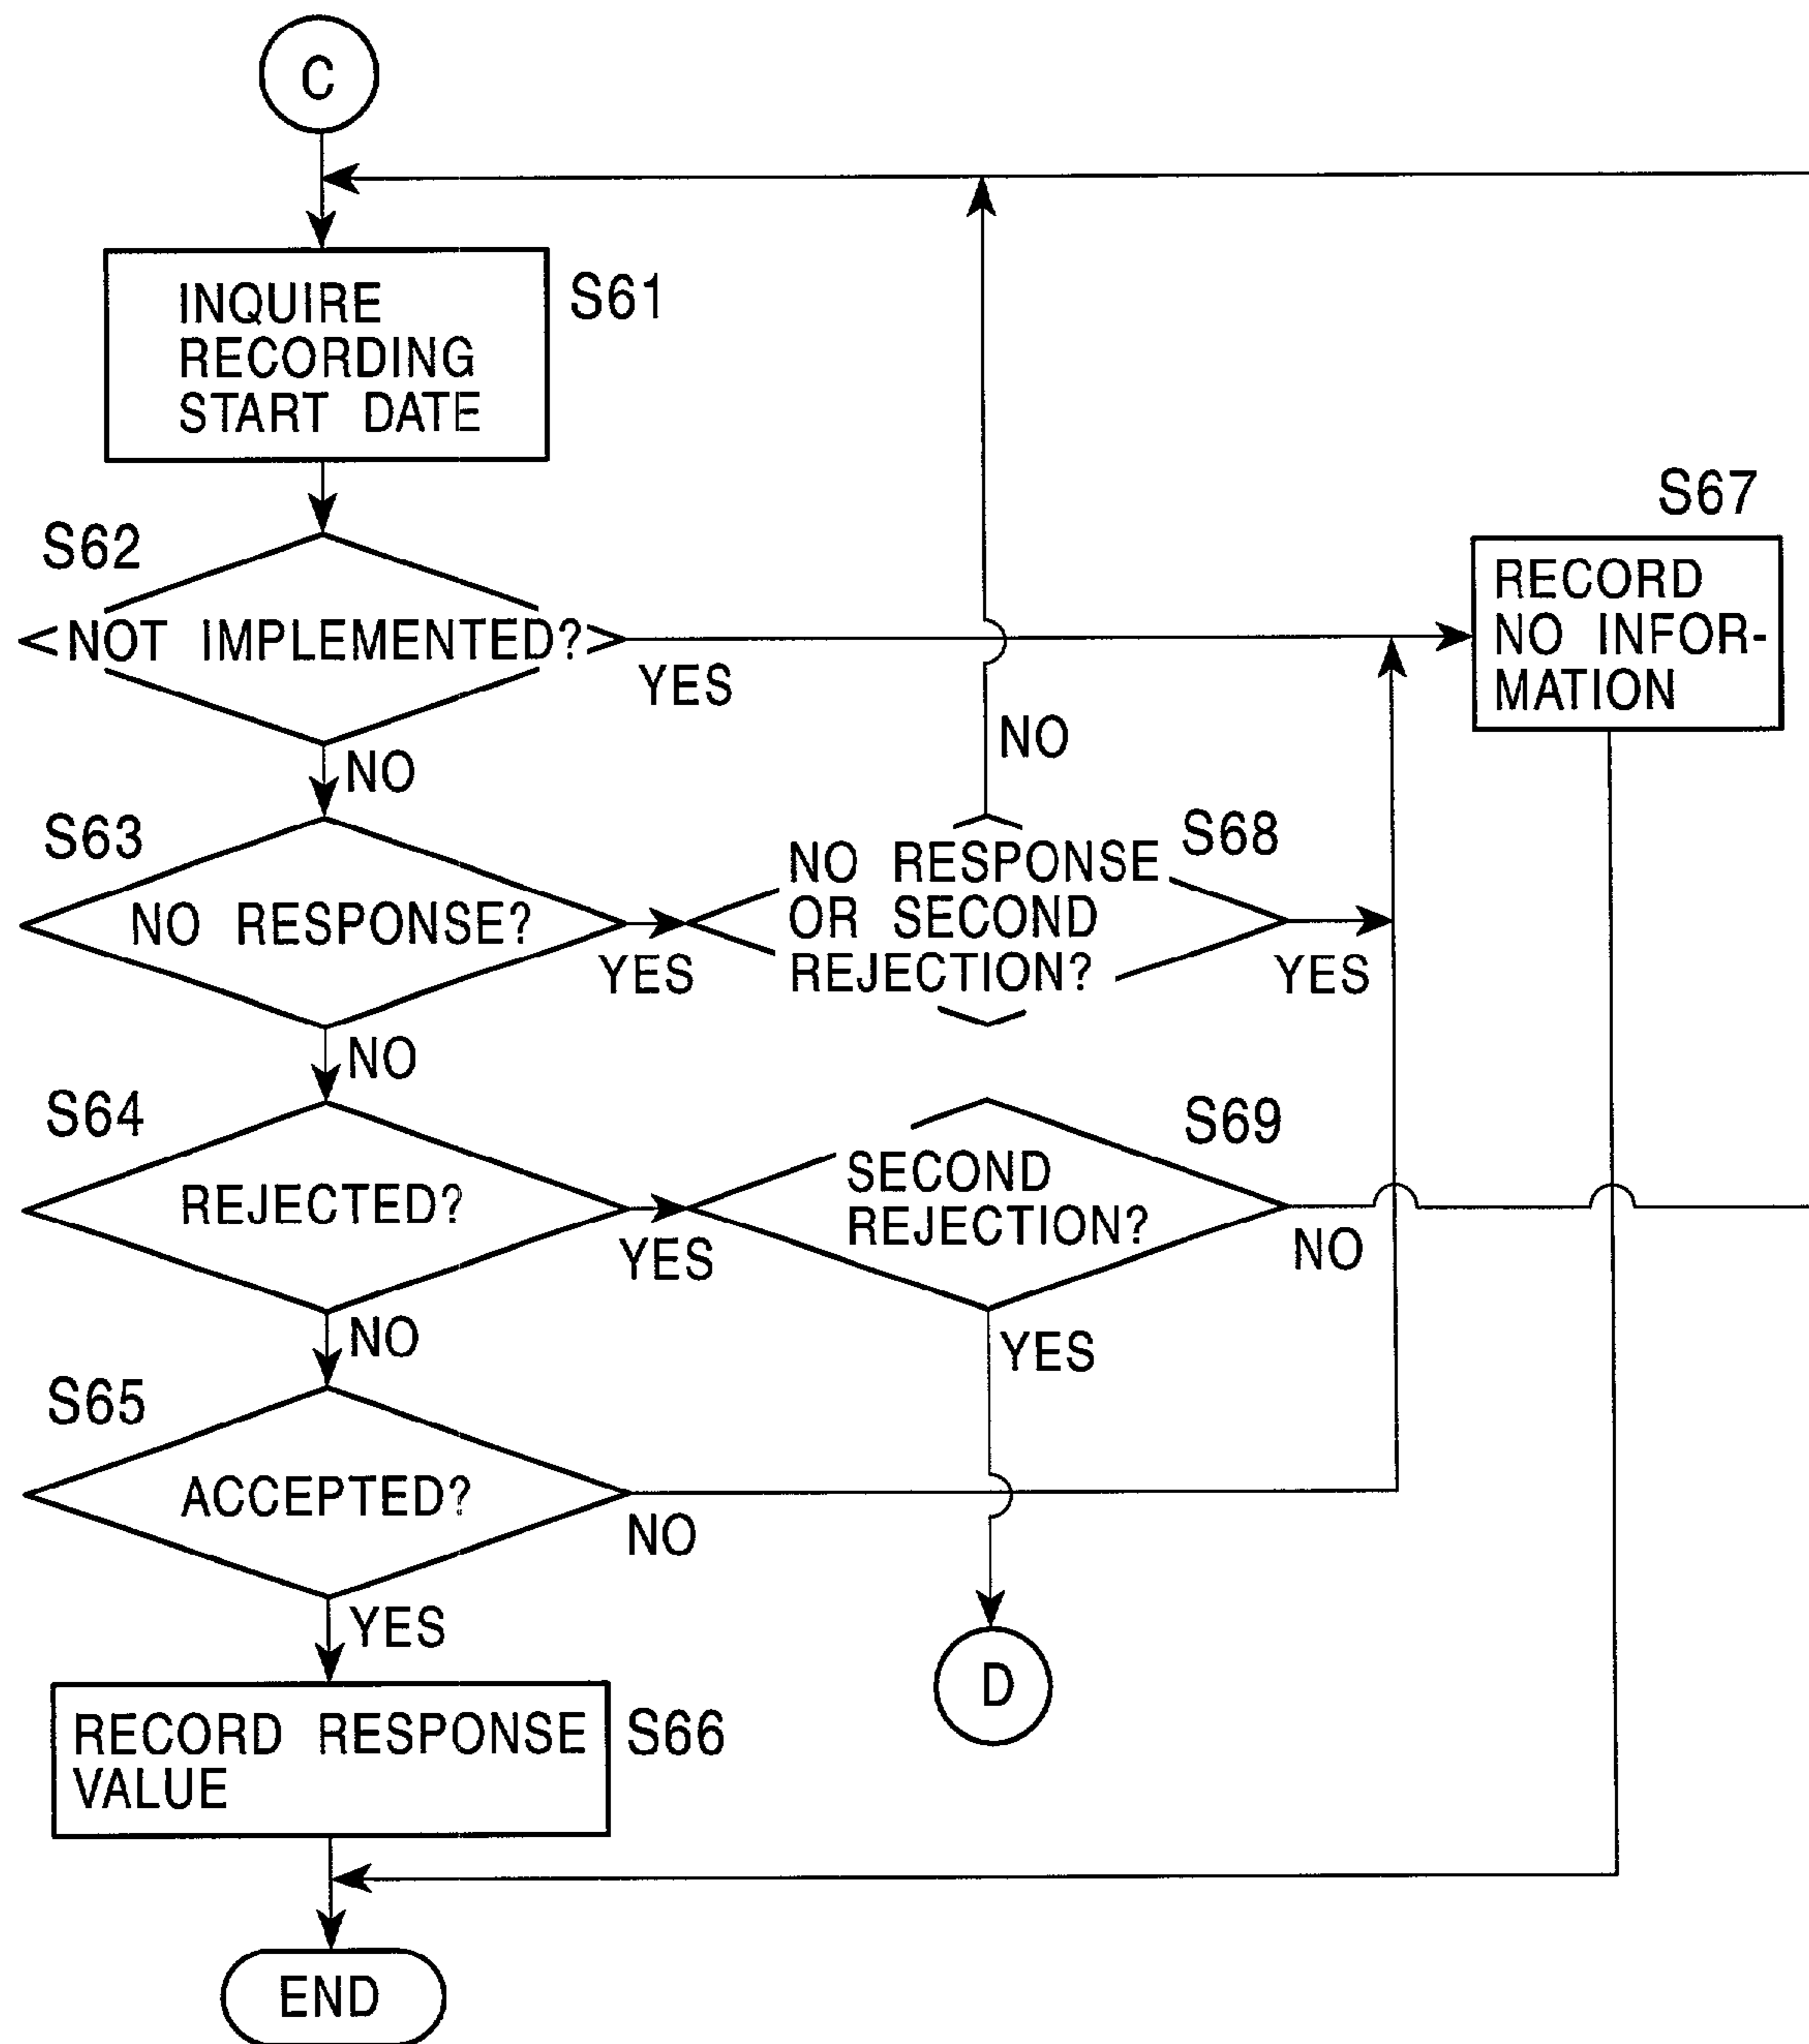 C
INQUIRE
RECORDING
START DATE
S61
S62
NOT IMPLEMENTED?
YES
NO
S67
RECORD
NO INFOR-
MATION
NO
S63
NO RESPONSE?
YES
NO
S68
NO RESPONSE
OR SECOND
REJECTION?
YES
S64
REJECTED?
YES
NO
S69
SECOND
REJECTION?
NO
YES
S65
ACCEPTED?
NO
YES
D
RECORD RESPONSE
VALUE
S66
END